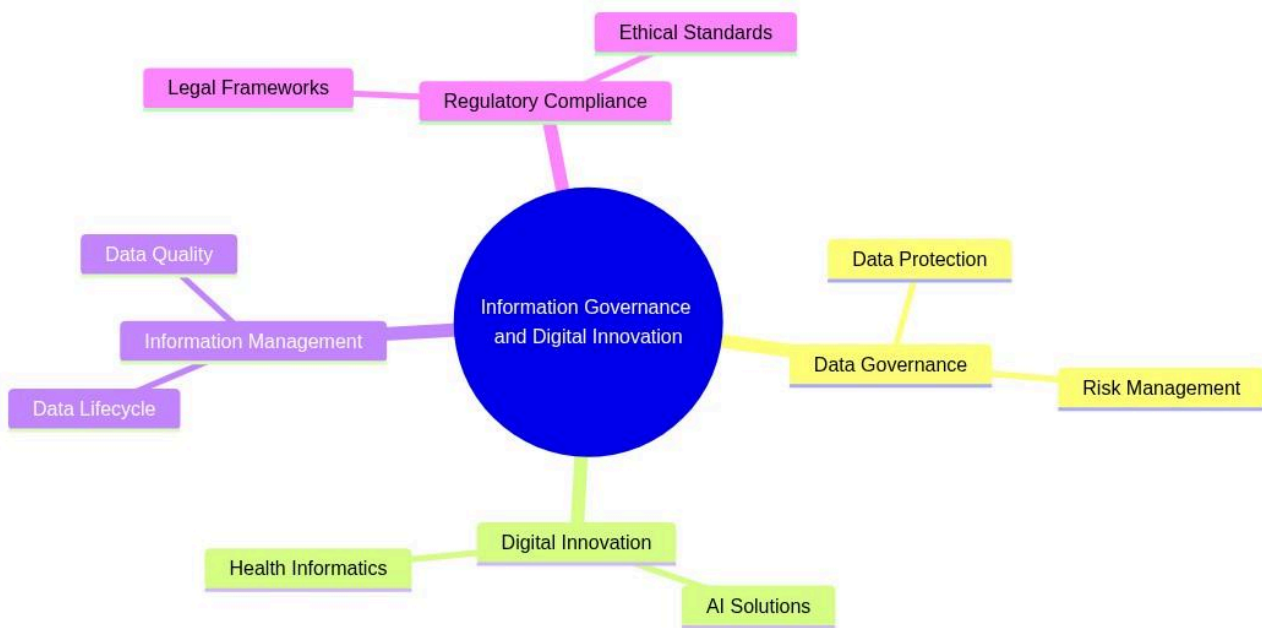 Ethical Standards
Legal Frameworks
Regulatory Compliance
Data Quality
Data Protection
Information Governance
and Digital Innovation
Information Management
Data Governance
Risk Management
Data Lifecycle
Digital Innovation
Health Informatics
AI Solutions